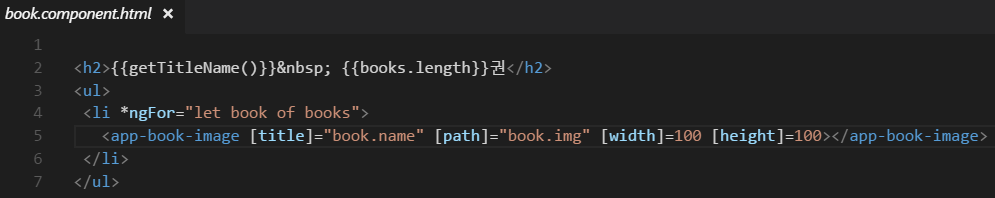 book.component.html ×
1
2 <h2>{{getTitleName()}}&nbsp; {{books.length}}권</h2>
3 <ul>
4 <li *ngFor="let book of books">
5 <app-book-image [title]="book.name" [path]="book.img" [width]=100 [height]=100></app-book-image>
6 </li>
7 </ul>